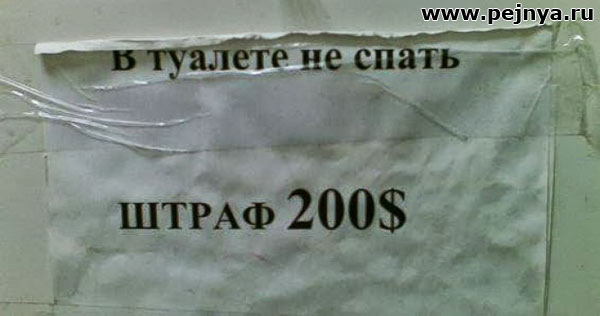 www.pejnya.ru
В туалете не спать
ШТРАФ 200$